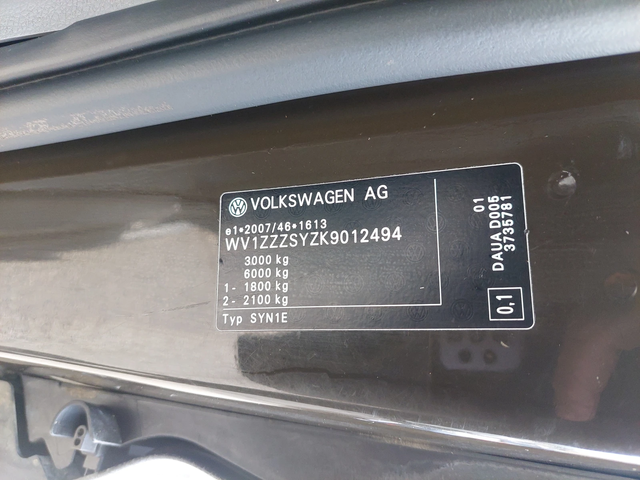 VOLKSWAGEN AG
e1*2007/46*1613
WV1ZZZSYZK9012494
3000 kg
6000 kg
1- 1800 kg
2- 2100 kg
Typ SYN1E
01
DAUA D005
3735781
0,1